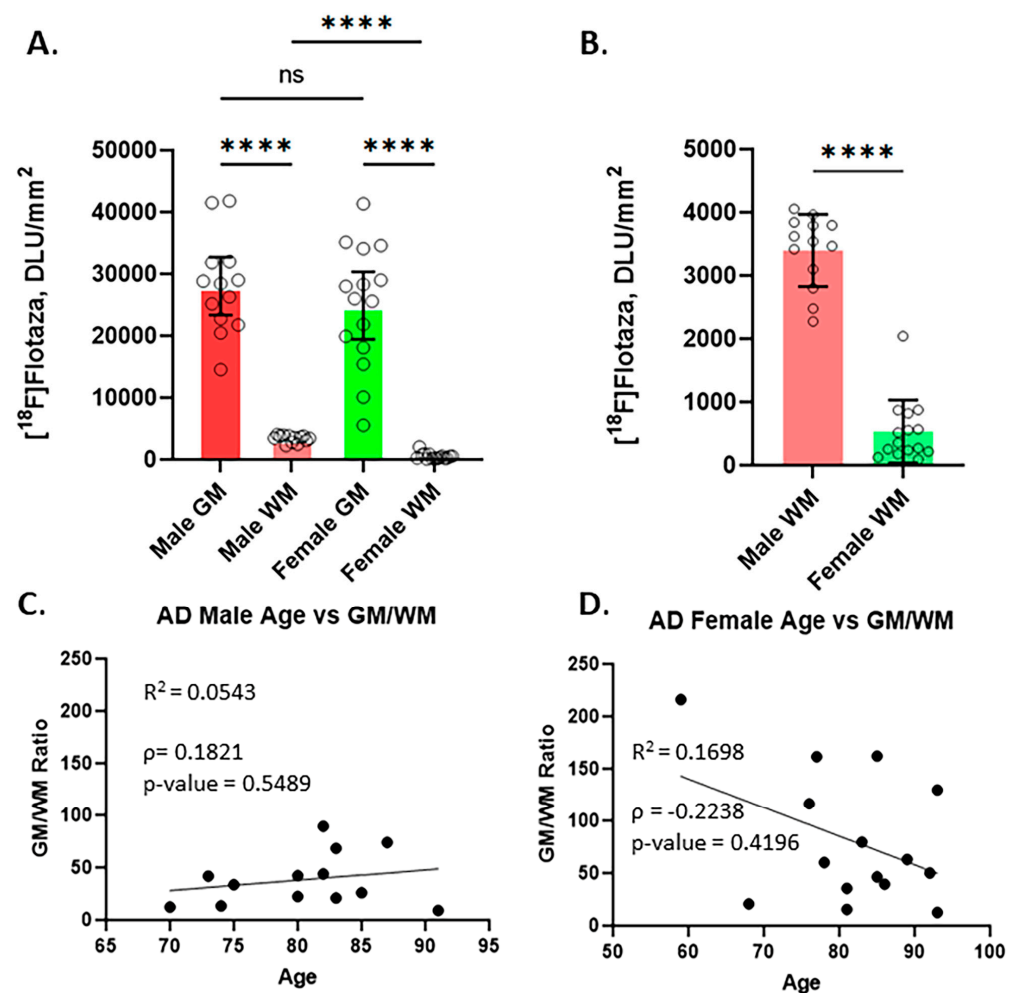 A.
****
ns
**** ****
[¹⁸F]Flotaza, DLU/mm²
50000
40000
30000
20000
10000
0
Male GM
Male WM
Female GM
Female WM
B.
****
[¹⁸F]Flotaza, DLU/mm²
5000
4000
3000
2000
1000
0
Male WM
Female WM
C.
AD Male Age vs GM/WM
GM/WM Ratio
250
200
150
100
50
0
R² = 0.0543
ρ= 0.1821
p-value = 0.5489
65 70 75 80 85 90 95
Age
D.
AD Female Age vs GM/WM
GM/WM Ratio
250
200
150
100
50
0
R² = 0.1698
ρ = -0.2238
p-value = 0.4196
50 60 70 80 90 100
Age